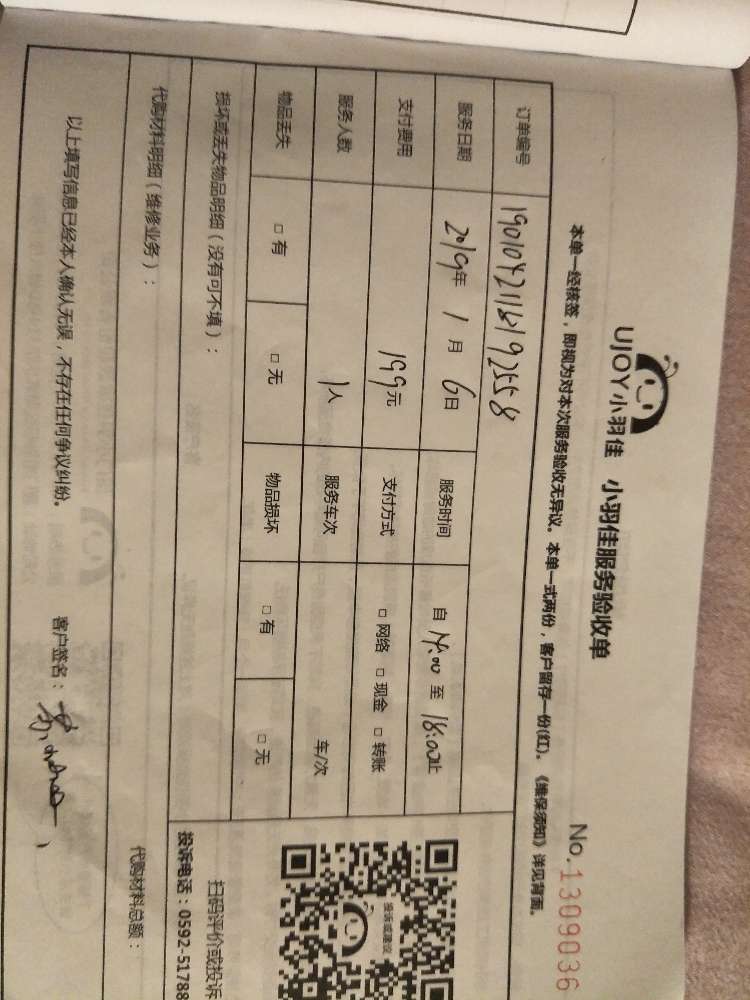 UJOY小羽佳 小羽佳服务验收单
No.1309036
本单一经核签，即视为对本次服务验收无异议。本单一式两份，客户留存一份(红)。《维保须知》详见背面。
订单编号
服务日期 2019年 1月 6日 服务时间 自 14:00 至 18:00止
支付费用 199元 支付方式 □ 网络 □ 现金 □ 转账
服务人数 1人 服务车次 车/次
物品丢失 □ 有 □ 无 物品损坏 □ 有 □ 无
损坏或丢失物品明细（没有可不填）：
投诉或建议
扫码评价或投诉
投诉电话：0592-51788
代购材料明细（维修业务）：
代购材料总额：
以上填写信息已经本人确认无误，不存在任何争议纠纷。 客户签名：